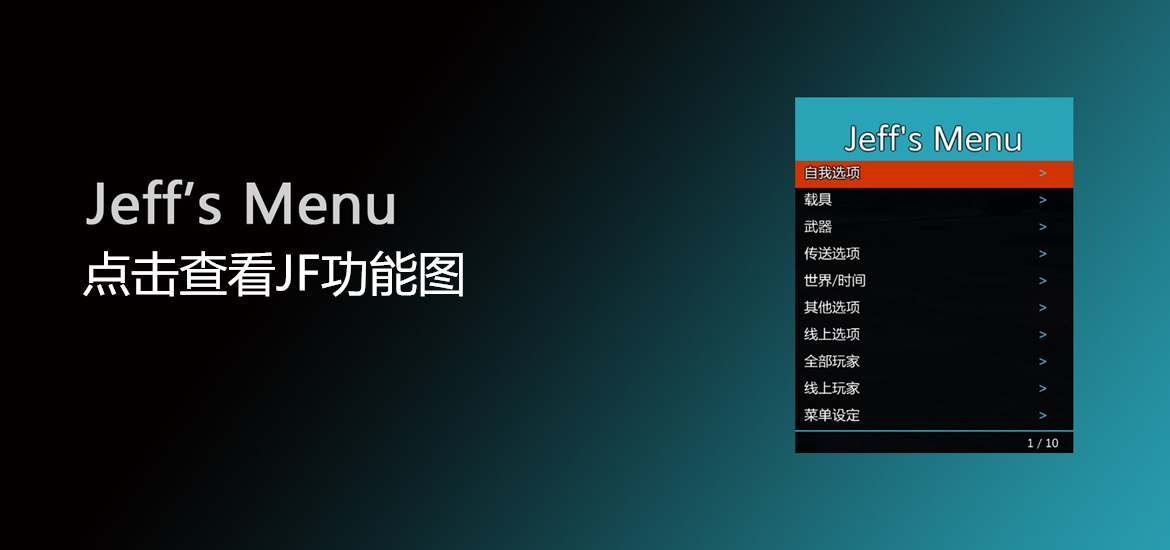 Jeff’s Menu
点击查看JF功能图
Jeff's Menu
自我选项 >
载具 >
武器 >
传送选项 >
世界/时间 >
其他选项 >
线上选项 >
全部玩家 >
线上玩家 >
菜单设定 >
1 / 10